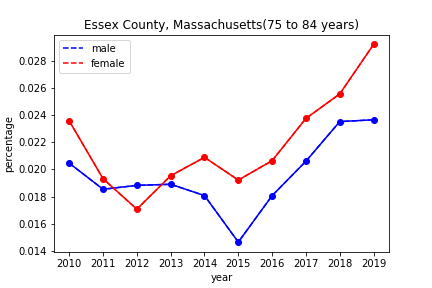 Essex County, Massachusetts(75 to 84 years)
male
female
0.028
0.026
0.024
0.022
0.020
0.018
0.016
0.014
percentage
2010 2011 2012 2013 2014 2015 2016 2017 2018 2019
year